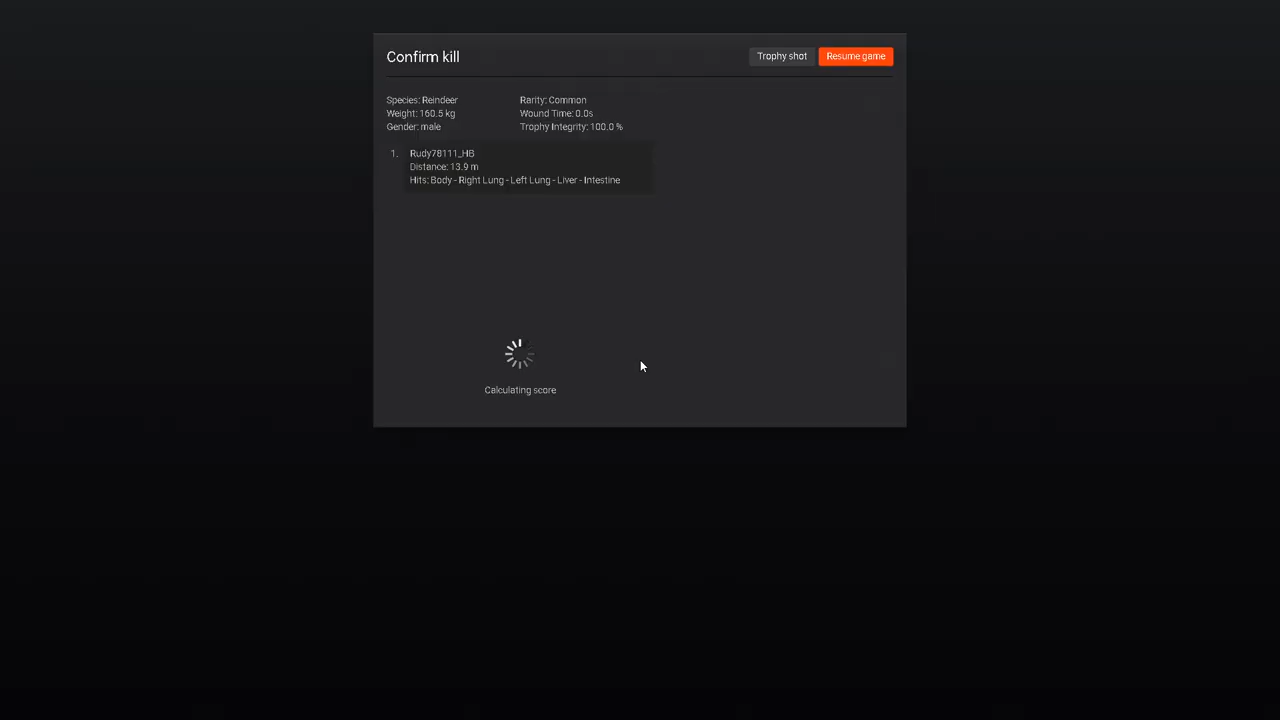 Confirm kill
Trophy shot
Resume game
Species: Reindeer
Rarity: Common
Weight: 160.5 kg
Wound Time: 0.0s
Gender: male
Trophy Integrity: 100.0 %
1. Rudy78111_HB
Distance: 13.9 m
Hits: Body - Right Lung - Left Lung - Liver - Intestine
Calculating score